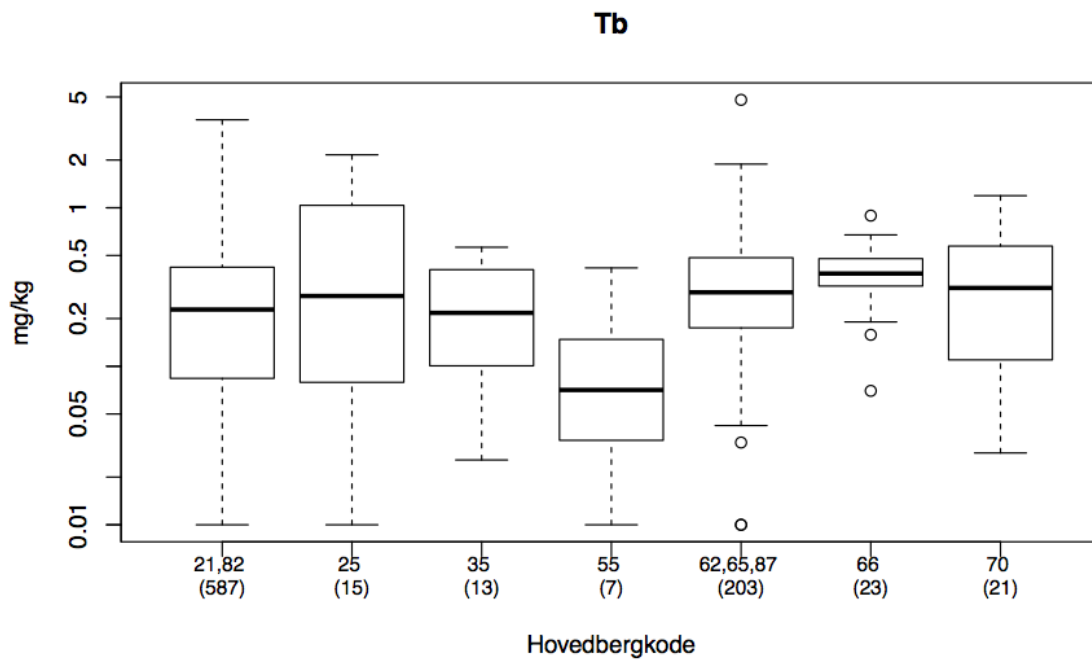 Tb
mg/kg
5
2
1
0.5
0.2
0.05
0.01
21,82 25 35 55 62,65,87 66 70
(587) (15) (13) (7) (203) (23) (21)
Hovedbergkode